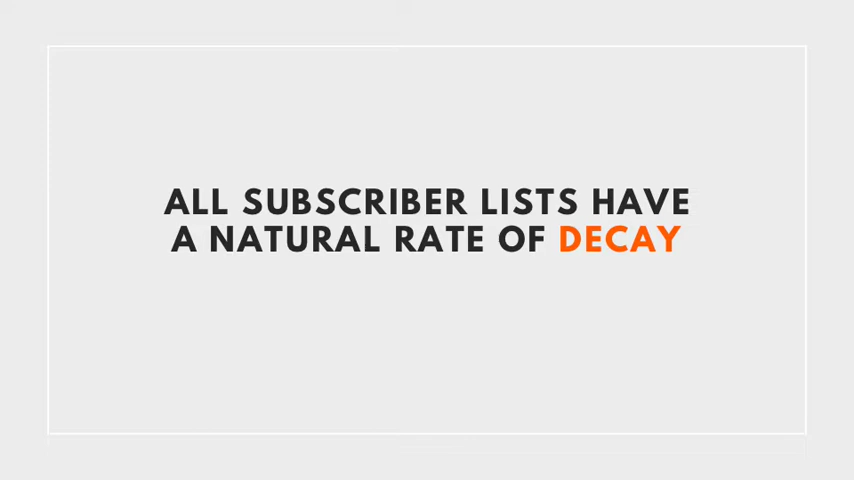 ALL SUBSCRIBER LISTS HAVE
A NATURAL RATE OF DECAY